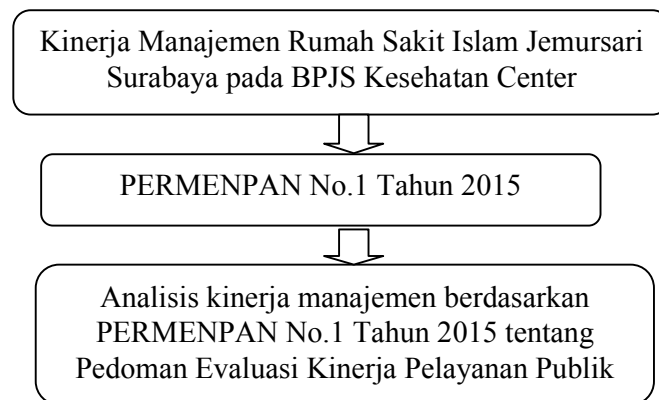 Kinerja Manajemen Rumah Sakit Islam Jemursari
Surabaya pada BPJS Kesehatan Center
PERMENPAN No.1 Tahun 2015
Analisis kinerja manajemen berdasarkan
PERMENPAN No.1 Tahun 2015 tentang
Pedoman Evaluasi Kinerja Pelayanan Publik